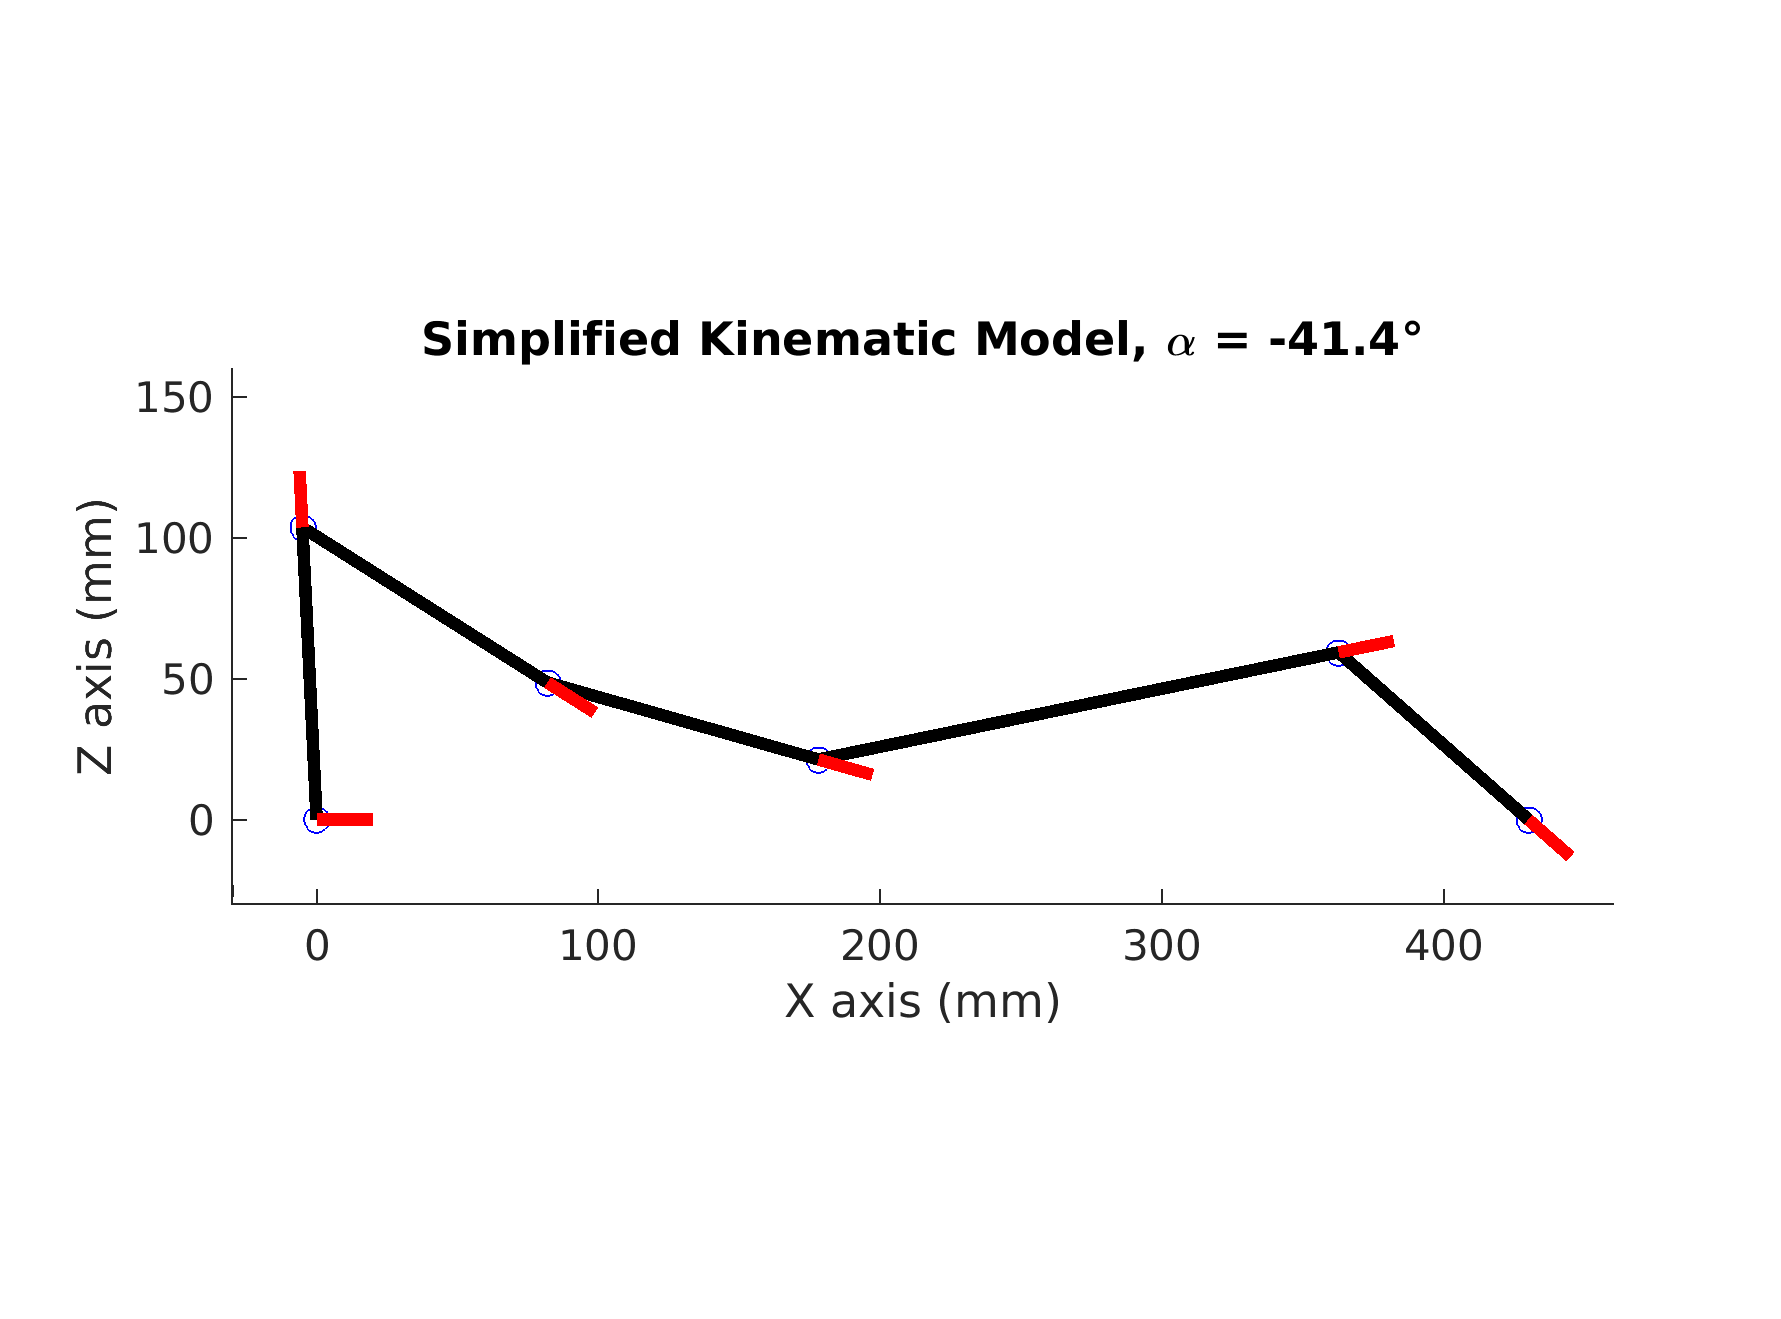 Simplified Kinematic Model, α = -41.4°
150
100
50
0
Z axis (mm)
0 100 200 300 400
X axis (mm)